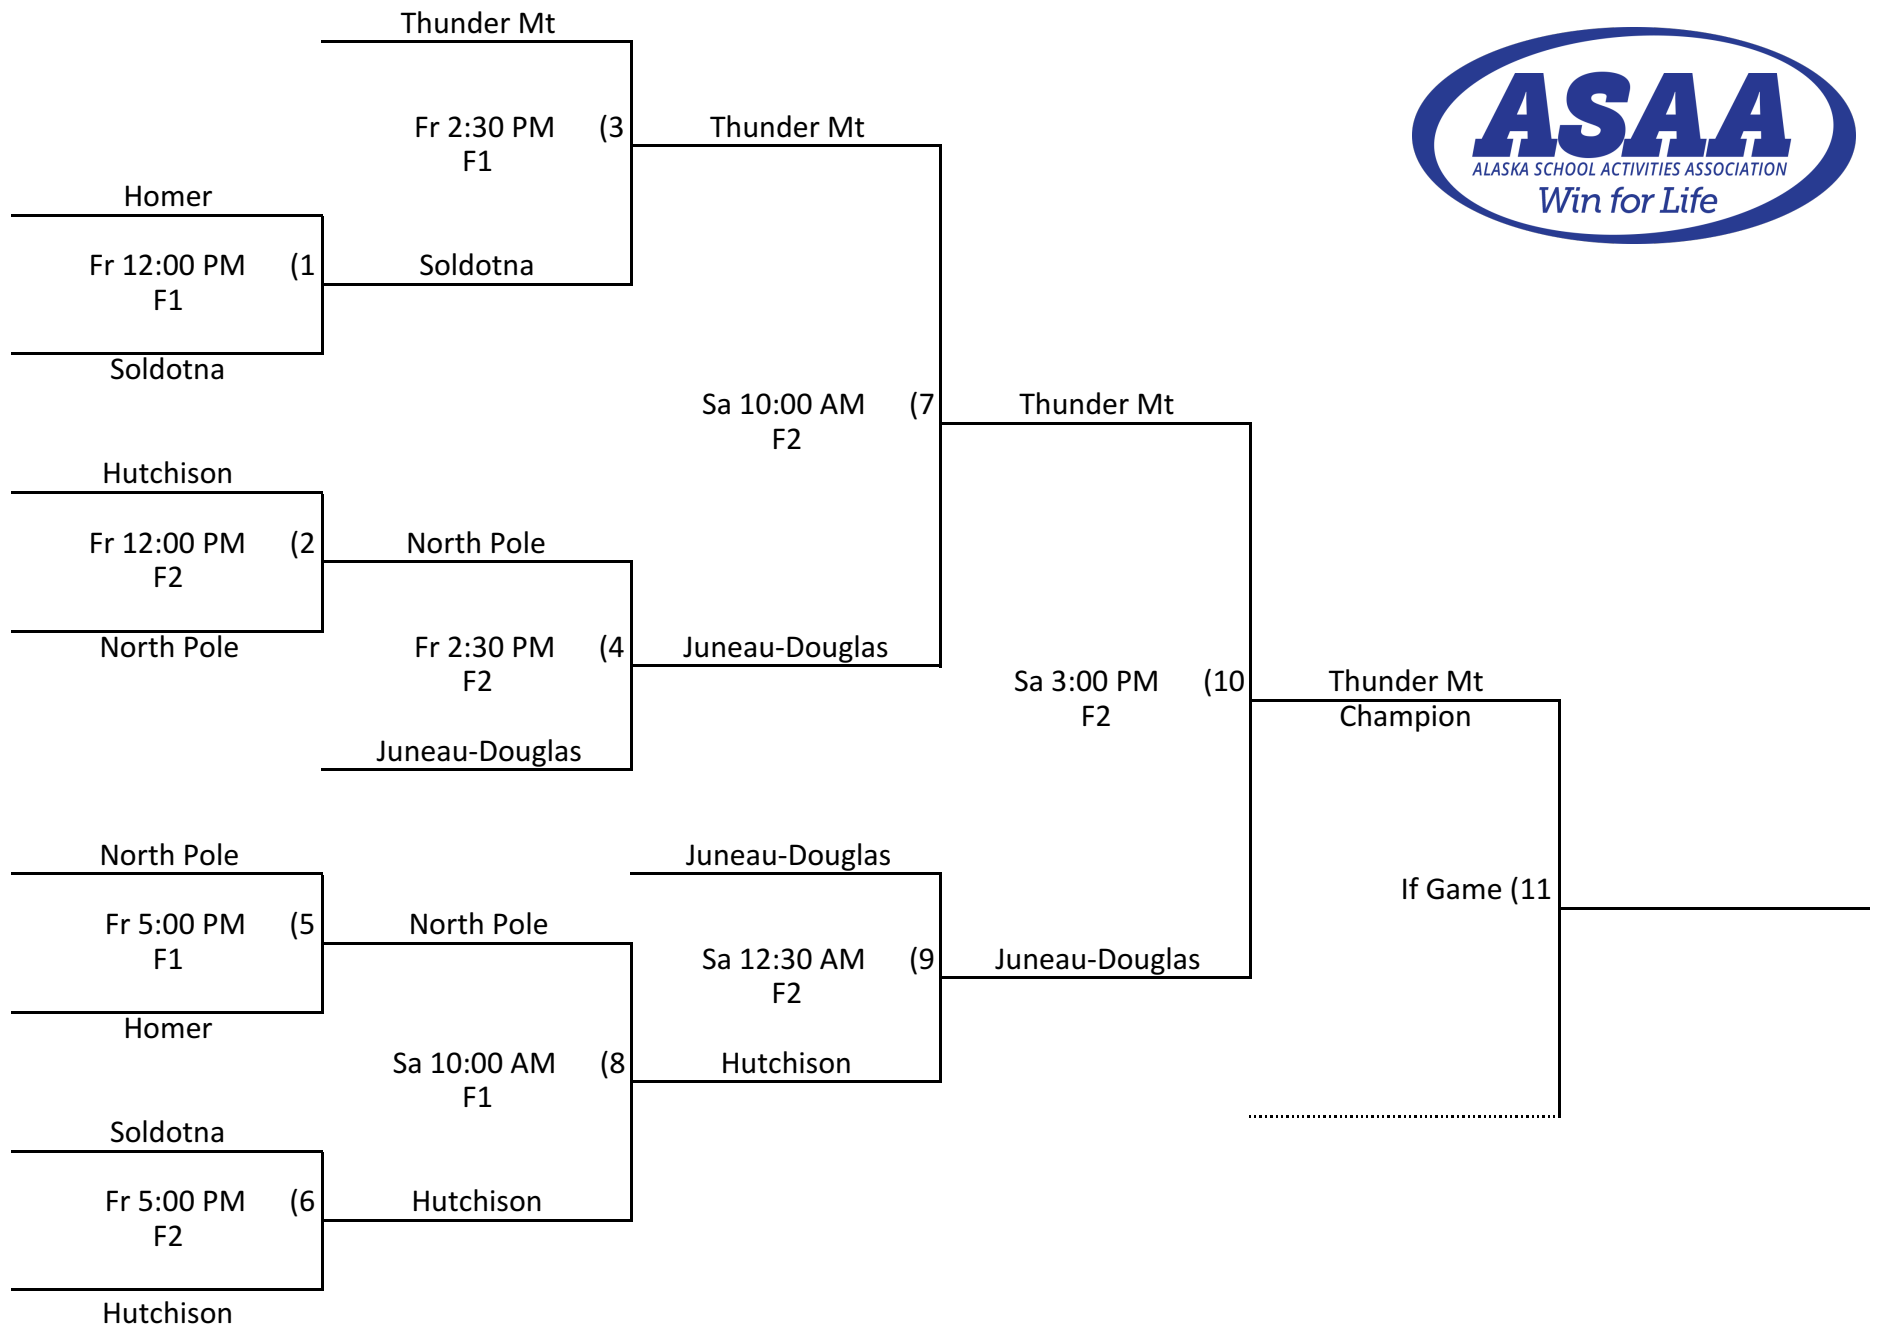 Thunder Mt
ASAA
ALASKA SCHOOL ACTIVITIES ASSOCIATION
Win for Life
Fr 2:30 PM (3
F1
Thunder Mt
Homer
Fr 12:00 PM (1
F1
Soldotna
Soldotna
Sa 10:00 AM (7
F2
Thunder Mt
Hutchison
Fr 12:00 PM (2
F2
North Pole
North Pole
Fr 2:30 PM (4
F2
Juneau-Douglas
Juneau-Douglas
Sa 3:00 PM (10
F2
Thunder Mt
Champion
North Pole
Fr 5:00 PM (5
F1
Homer
North Pole
Juneau-Douglas
Sa 12:30 AM (9
F2
Juneau-Douglas
If Game (11
Sa 10:00 AM (8
F1
Hutchison
Soldotna
Fr 5:00 PM (6
F2
Hutchison
Hutchison